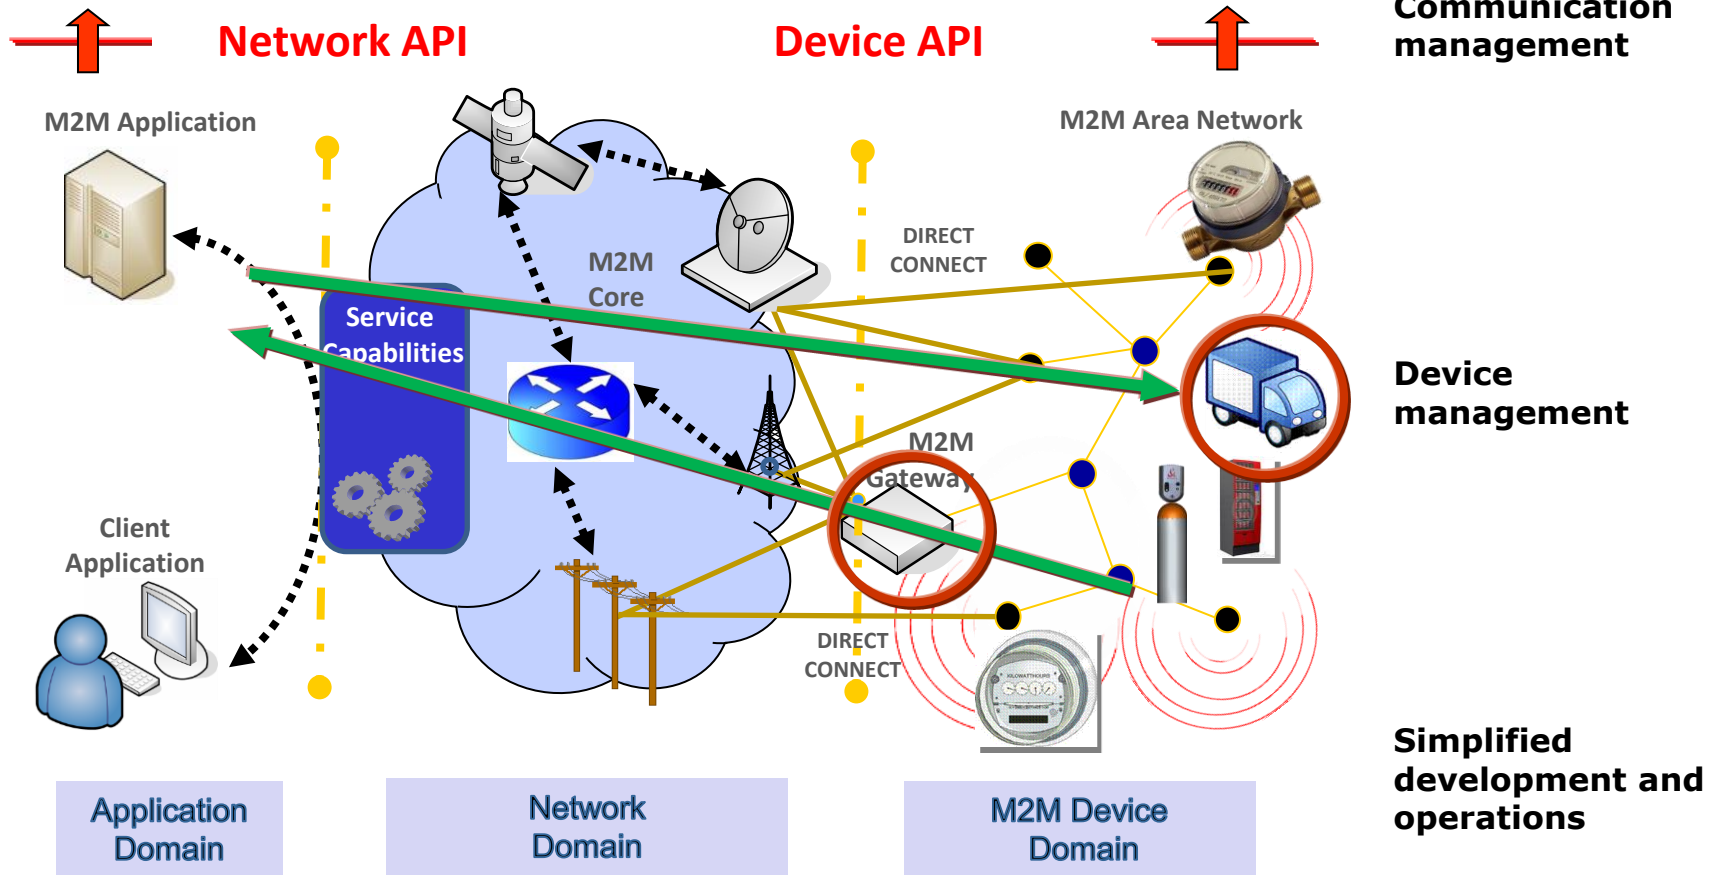 Communication
management
Network API
Device API
M2M Application
M2M Area Network
DIRECT
CONNECT
M2M
Core
Service
Capabilities
Device
management
M2M
Gateway
Client
Application
DIRECT
CONNECT
KILOWATTHOURS
Simplified
development and
operations
Application
Domain
Network
Domain
M2M Device
Domain